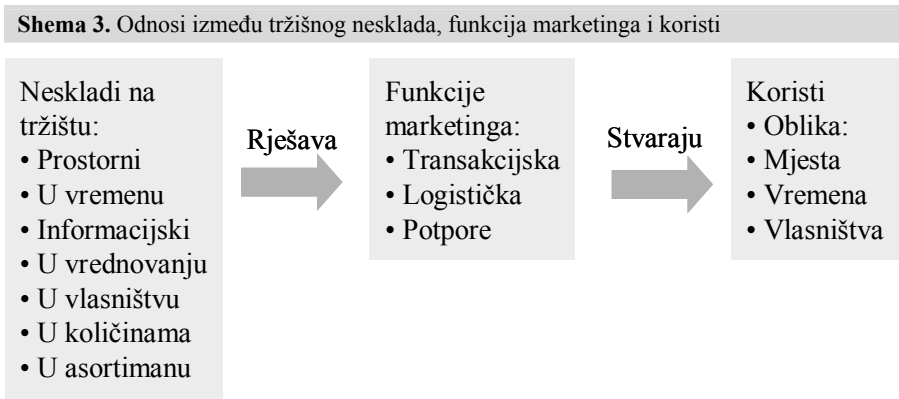 Shema 3. Odnosi između tržišnog nesklada, funkcija marketinga i koristi
Neskladi na
tržištu:
• Prostorni
• U vremenu
• Informacijski
• U vrednovanju
• U vlasništvu
• U količinama
• U asortimanu
Rješava
Funkcije
marketinga:
• Transakcijska
• Logistička
• Potpore
Stvaraju
Koristi
• Oblika:
• Mjesta
• Vremena
• Vlasništva